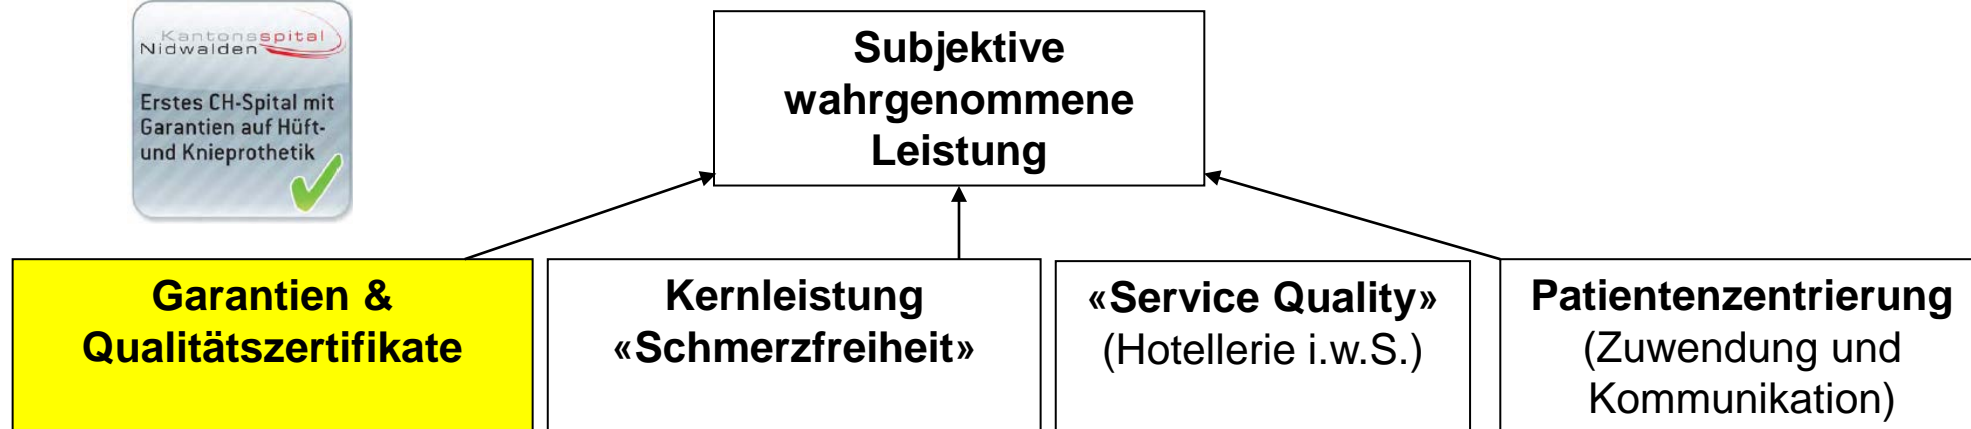 Kantonsspital
Nidwalden
Erstes CH-Spital mit
Garantien auf Hüft-
und Knieprothetik
Subjektive
wahrgenommene
Leistung
Garantien &
Qualitätszertifikate
Kernleistung
«Schmerzfreiheit»
«Service Quality»
(Hotellerie i.w.S.)
Patientenzentrierung
(Zuwendung und
Kommunikation)